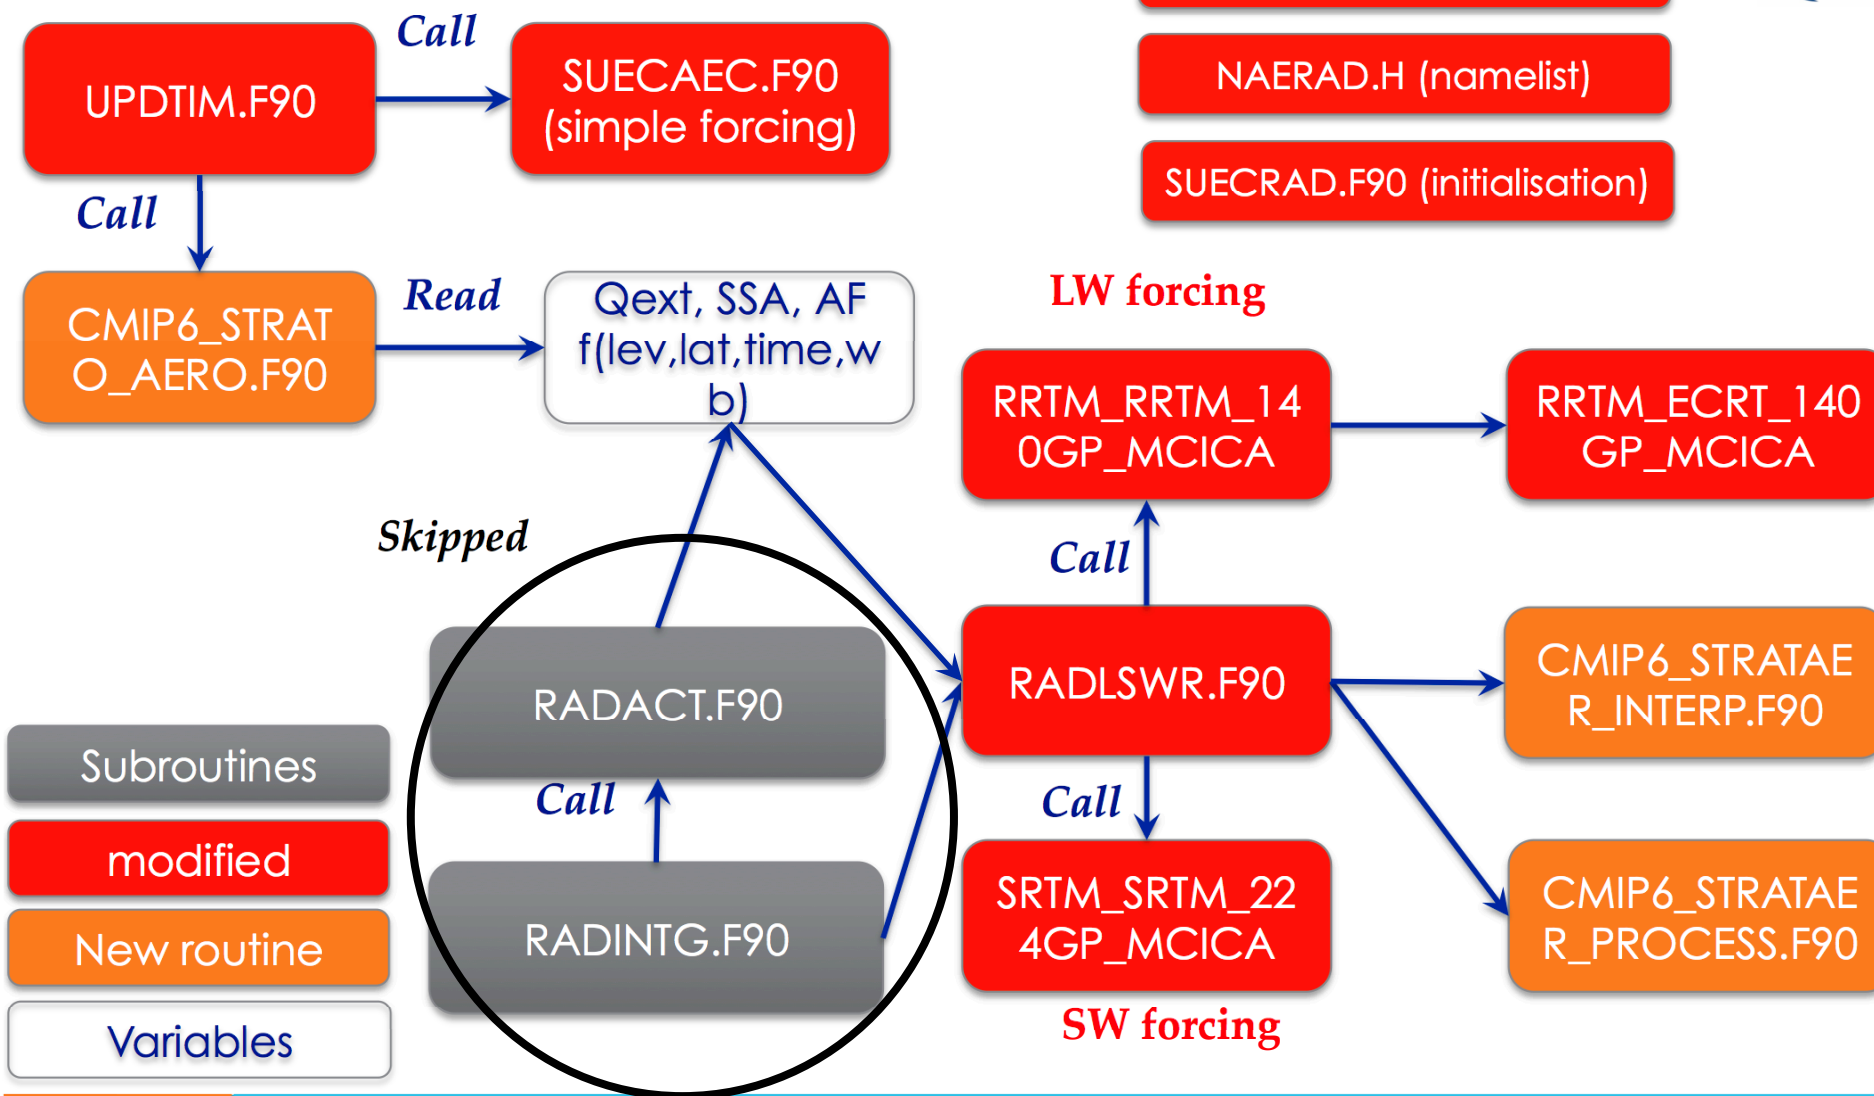 Call
UPDTIM.F90
SUECAEC.F90
(simple forcing)
NAERAD.H (namelist)
SUECRAD.F90 (initialisation)
Call
CMIP6_STRAT
O_AERO.F90
Read
Qext, SSA, AF
f(lev,lat,time,w
b)
LW forcing
RRTM_RRTM_14
0GP_MCICA
RRTM_ECRT_140
GP_MCICA
Skipped
Call
RADACT.F90
RADLSWR.F90
CMIP6_STRATAE
R_INTERP.F90
Call
Call
RADINTG.F90
SRTM_SRTM_22
4GP_MCICA
CMIP6_STRATAE
R_PROCESS.F90
SW forcing
Subroutines
modified
New routine
Variables